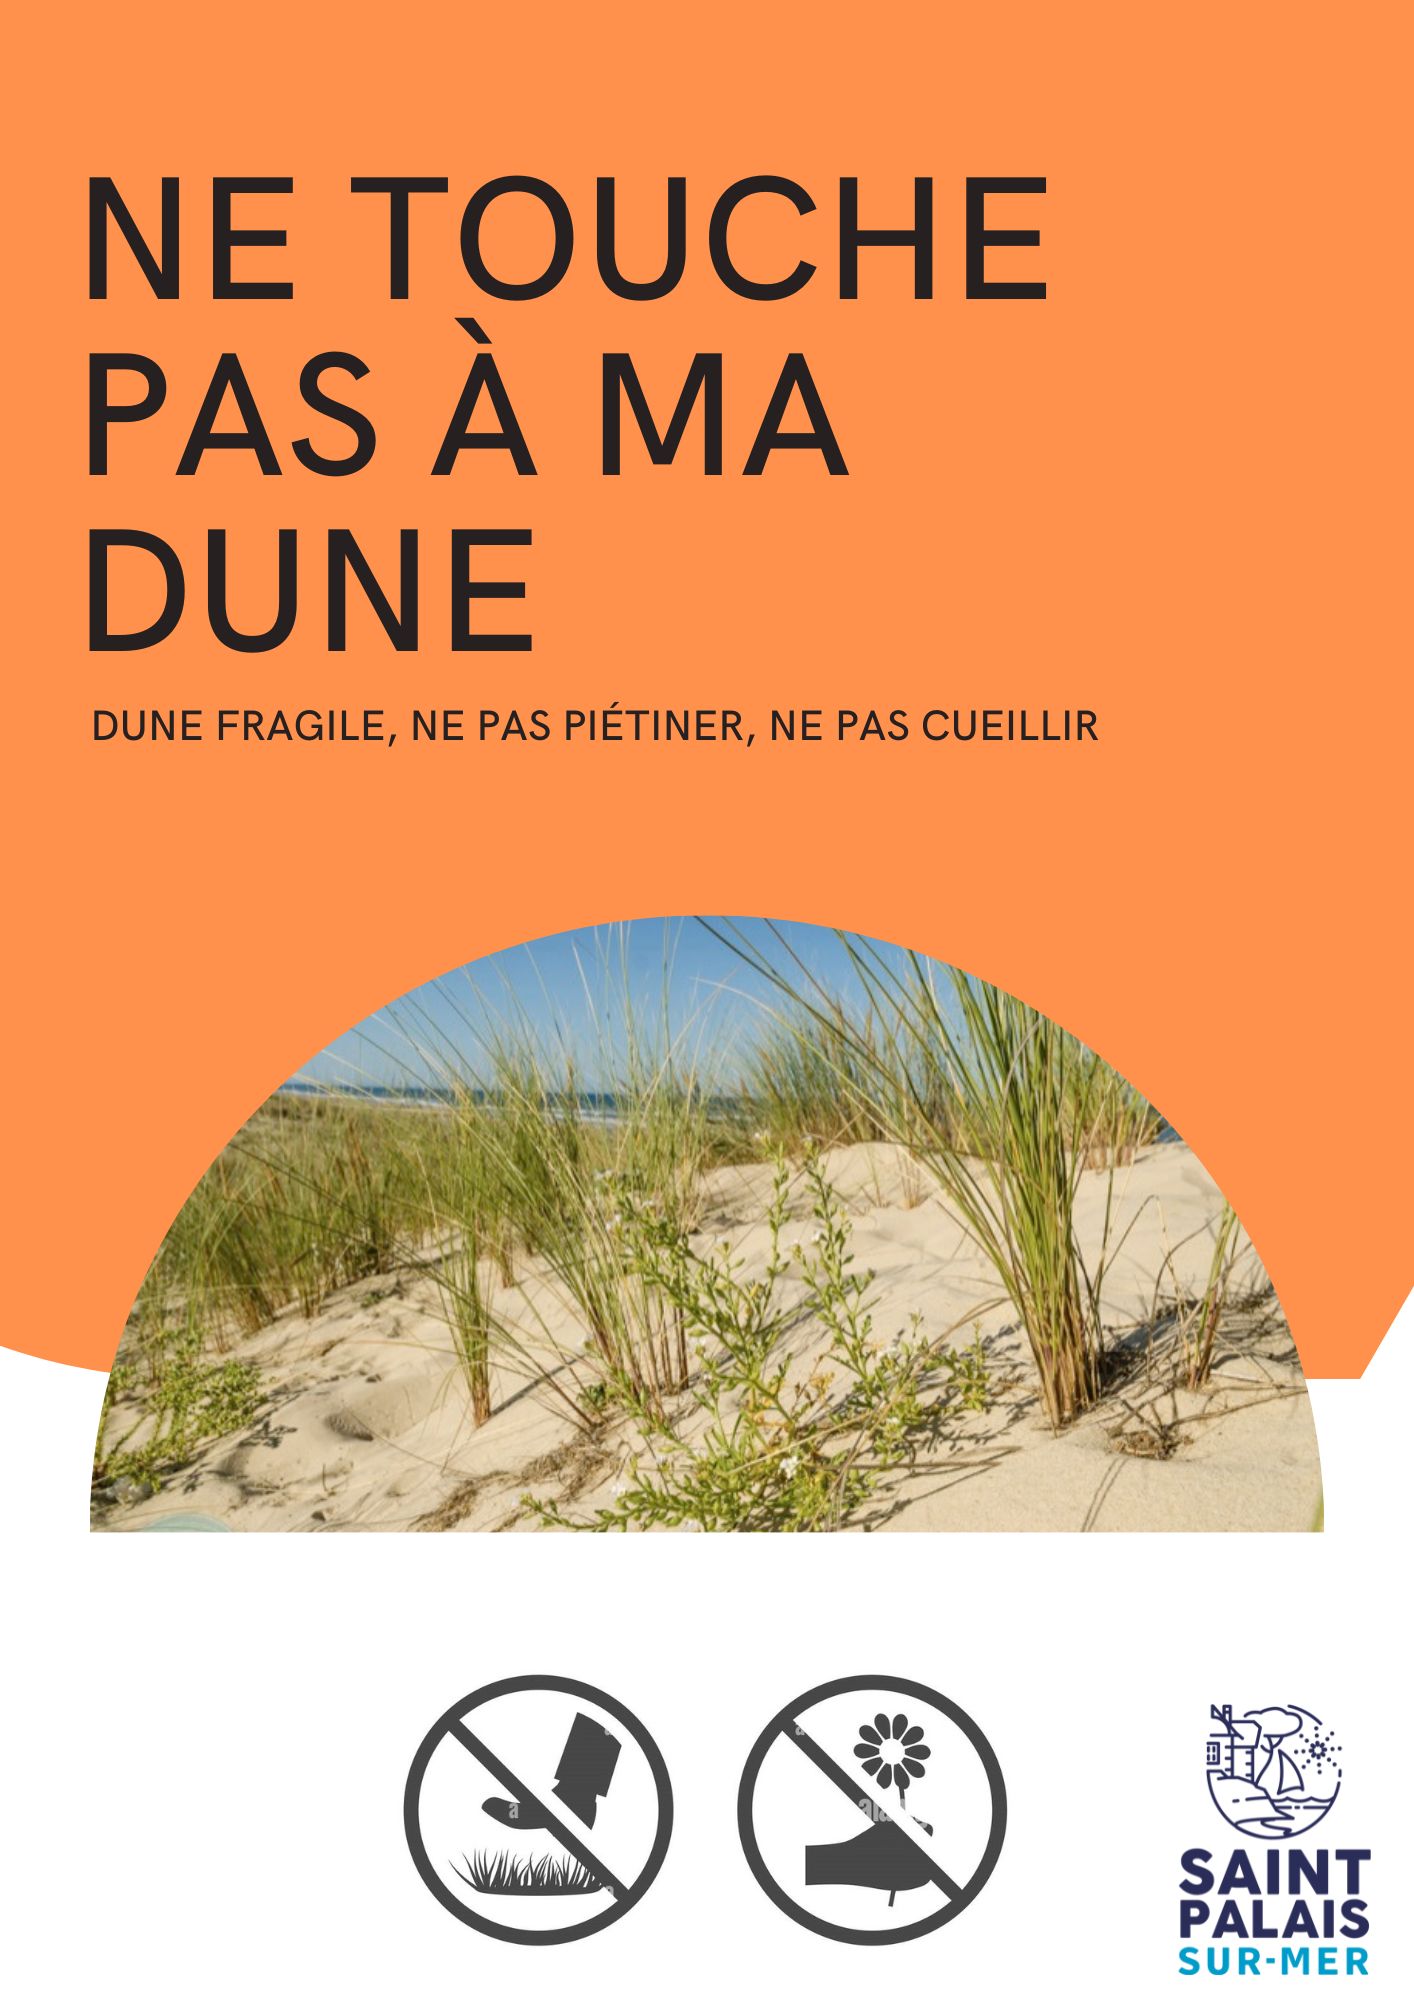 NE TOUCHE
PAS À MA
DUNE
DUNE FRAGILE, NE PAS PIÉTINER, NE PAS CUEILLIR
SAINT
PALAIS
SUR-MER